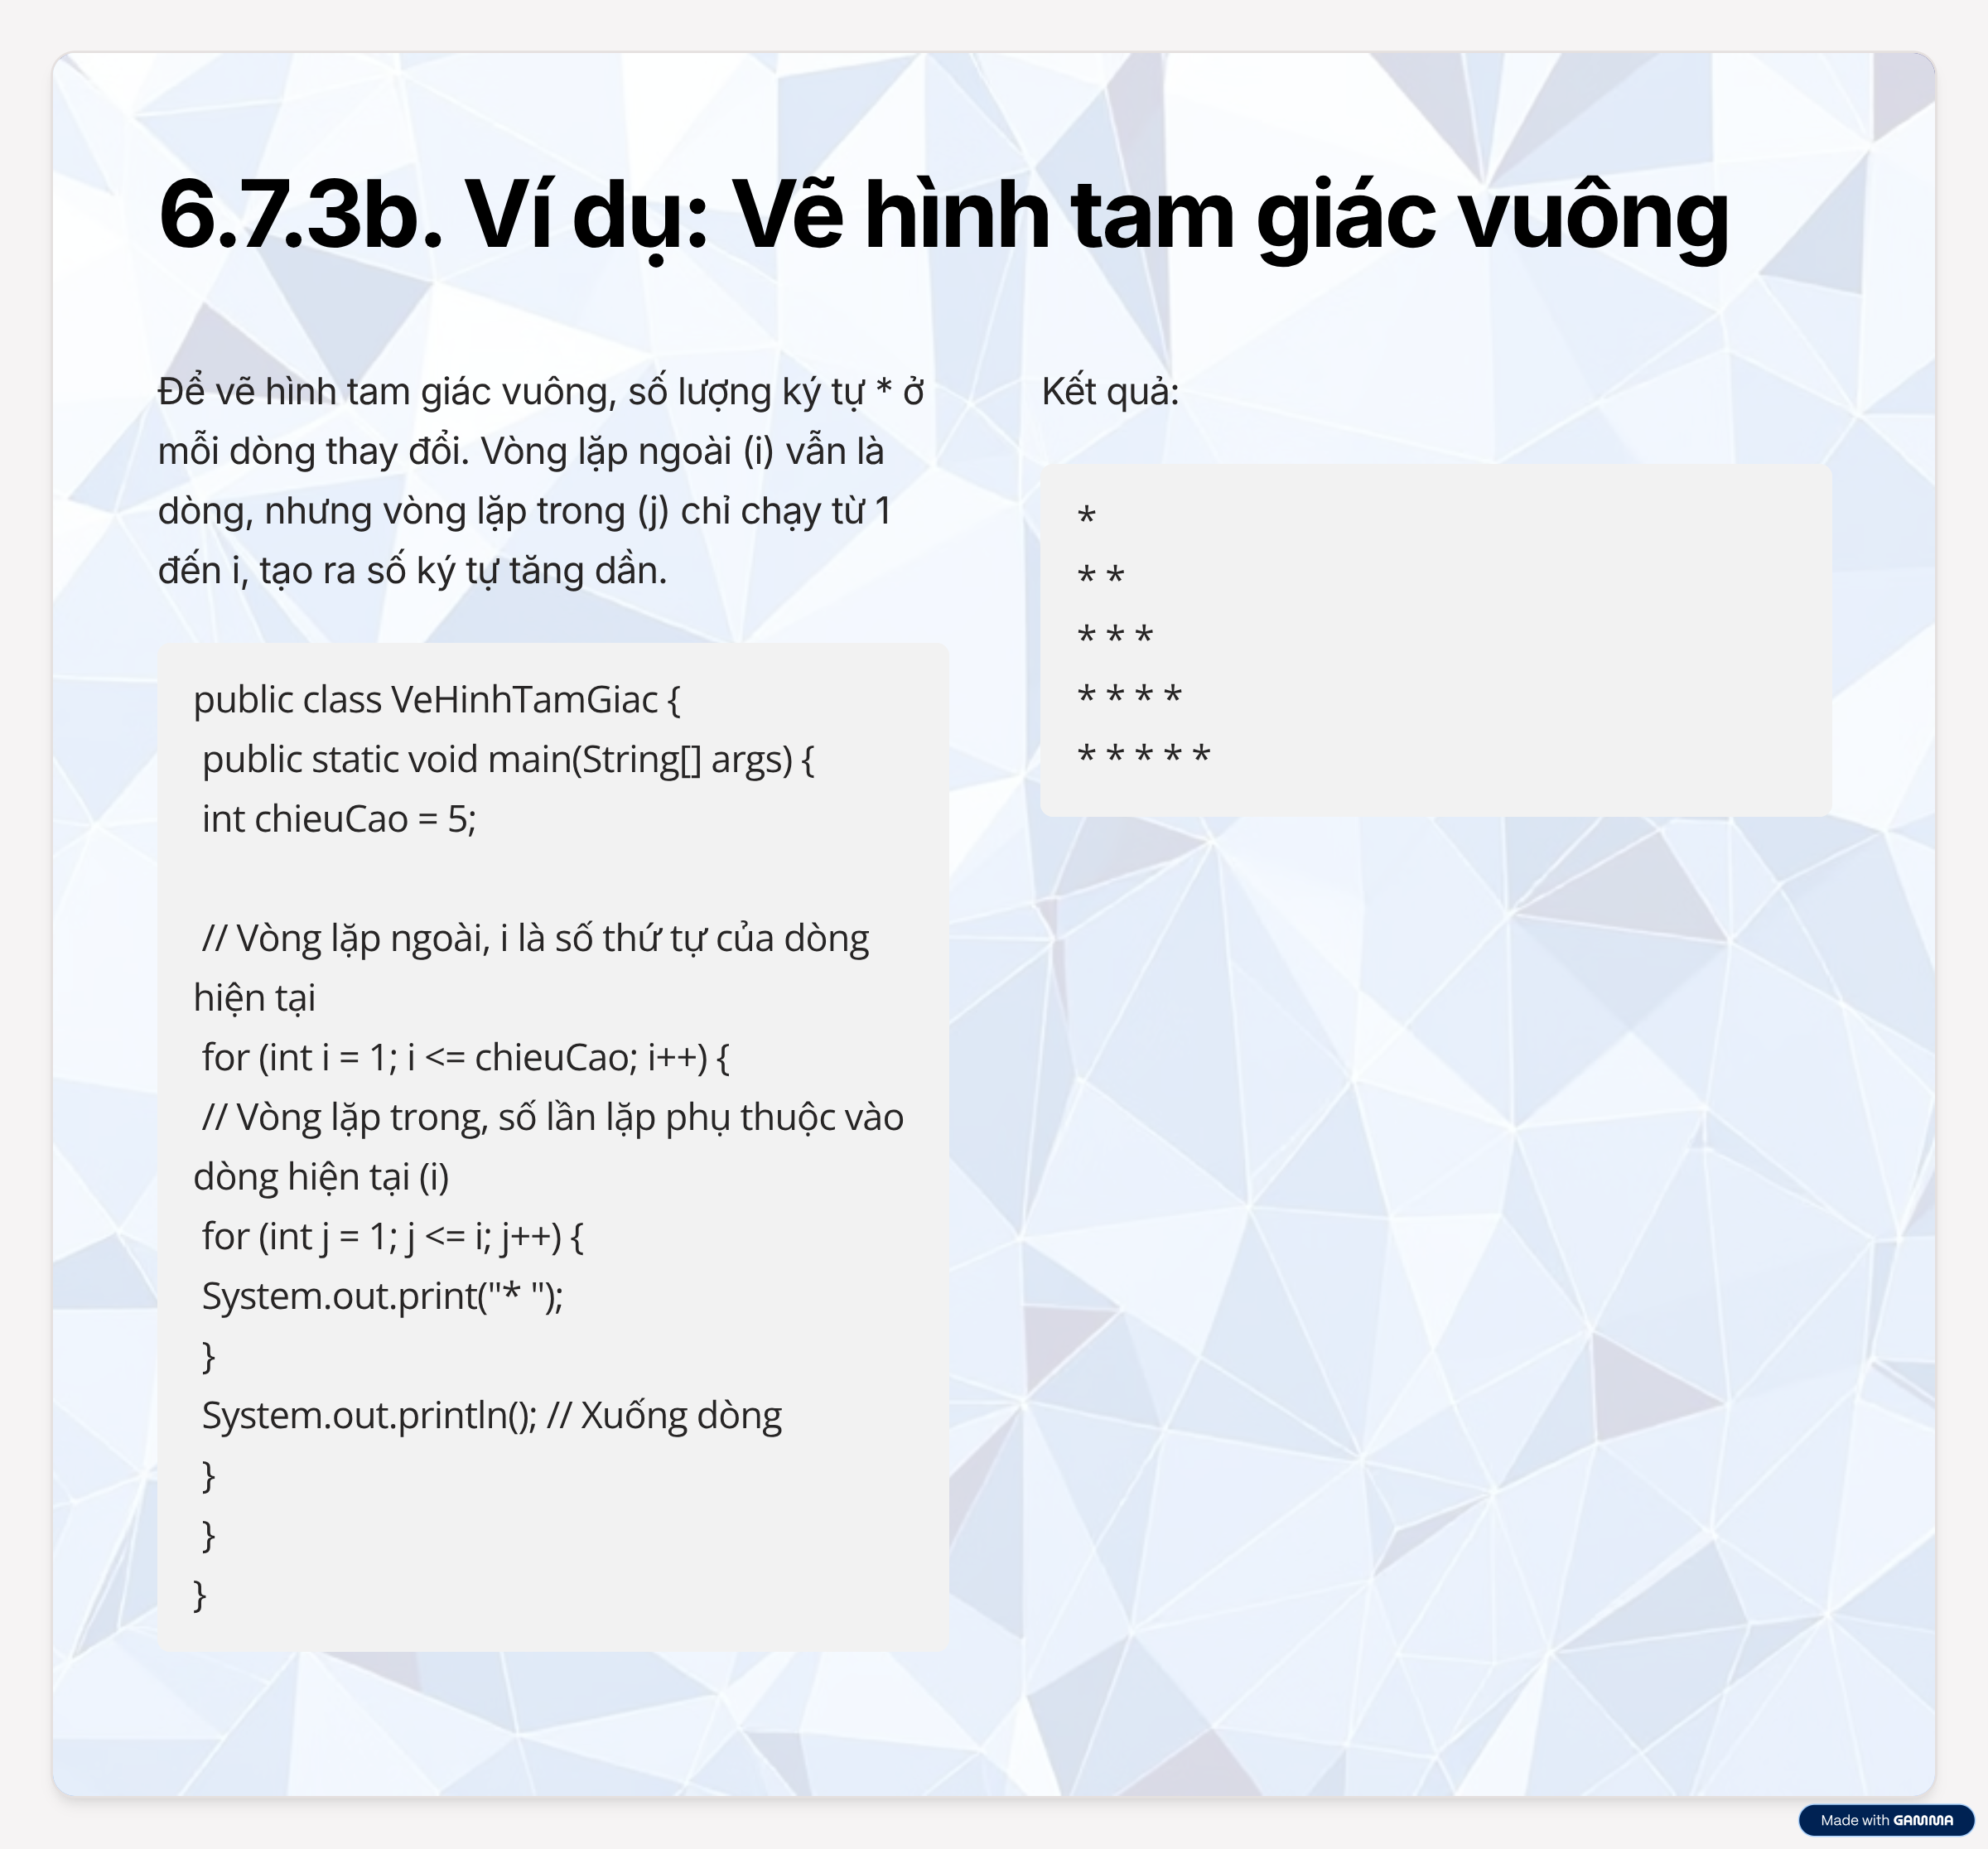 6.7.3b. Ví dụ: Vẽ hình tam giác vuông
Để vẽ hình tam giác vuông, số lượng ký tự * ở
mỗi dòng thay đổi. Vòng lặp ngoài (i) vẫn là
dòng, nhưng vòng lặp trong (j) chỉ chạy từ 1
đến i, tạo ra số ký tự tăng dần.
public class VeHinhTamGiac {
public static void main(String[] args) {
int chieuCao = 5;
// Vòng lặp ngoài, i là số thứ tự của dòng
hiện tại
for (int i = 1; i <= chieuCao; i++) {
// Vòng lặp trong, số lần lặp phụ thuộc vào
dòng hiện tại (i)
for (int j = 1; j <= i; j++) {
System.out.print("* ");
}
System.out.println(); // Xuống dòng
}
}
}
Kết quả:
*
* *
* * *
* * * *
* * * * *
Made with GAMMA